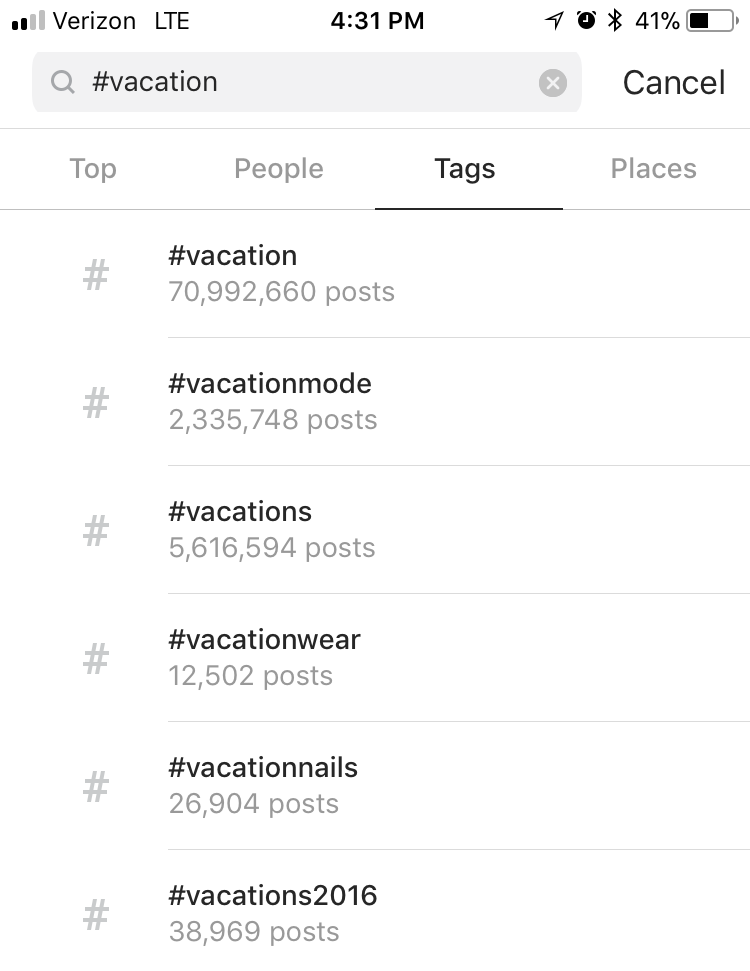 Verizon LTE 4:31 PM 41%
#vacation Cancel
Top People Tags Places
# #vacation
70,992,660 posts
# #vacationmode
2,335,748 posts
# #vacations
5,616,594 posts
# #vacationwear
12,502 posts
# #vacationnails
26,904 posts
# #vacations2016
38,969 posts